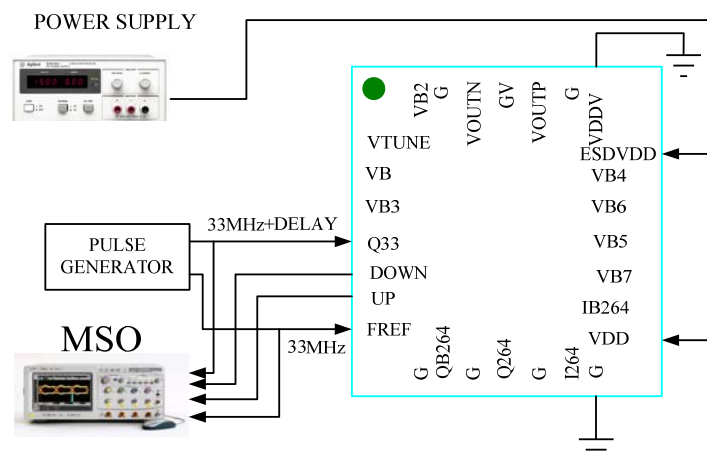 POWER SUPPLY
VB2
G
VOUTN
GV
VOUTP
G
VDDV
VTUNE
VB
VB3
Q33
DOWN
UP
FREF
ESDVDD
VB4
VB6
VB5
VB7
IB264
VDD
G
QB264
G
Q264
G
I264
G
33MHz+DELAY
PULSE
GENERATOR
33MHz
MSO